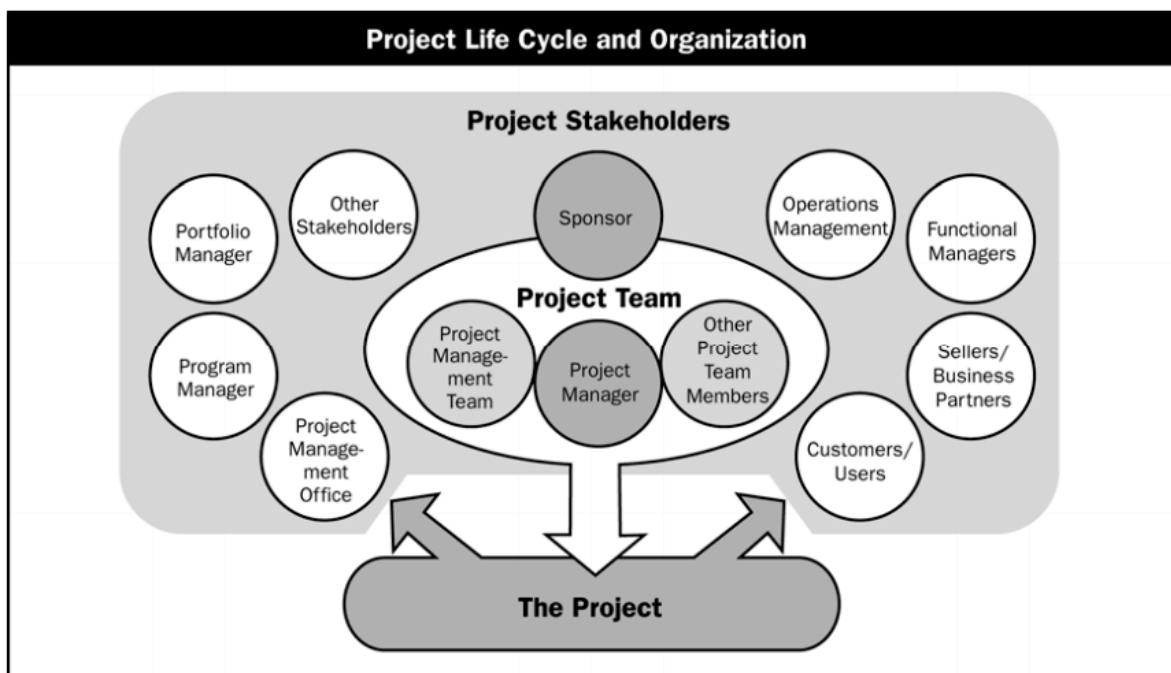 Project Life Cycle and Organization
Project Stakeholders
Portfolio
Manager
Other
Stakeholders
Sponsor
Operations
Management
Functional
Managers
Project Team
Program
Manager
Project
Manage-
ment
Team
Project
Manager
Other
Project
Team
Members
Sellers/
Business
Partners
Project
Manage-
ment
Office
Customers/
Users
The Project